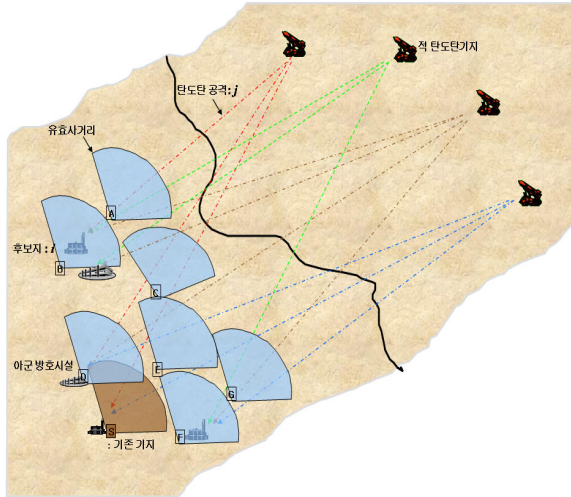 적 탄도탄기지
탄도탄 공격 : j
유효사거리
A
후보지 : i
B
C
아군 방호시설
D
E
G
S
F
: 기존 기지